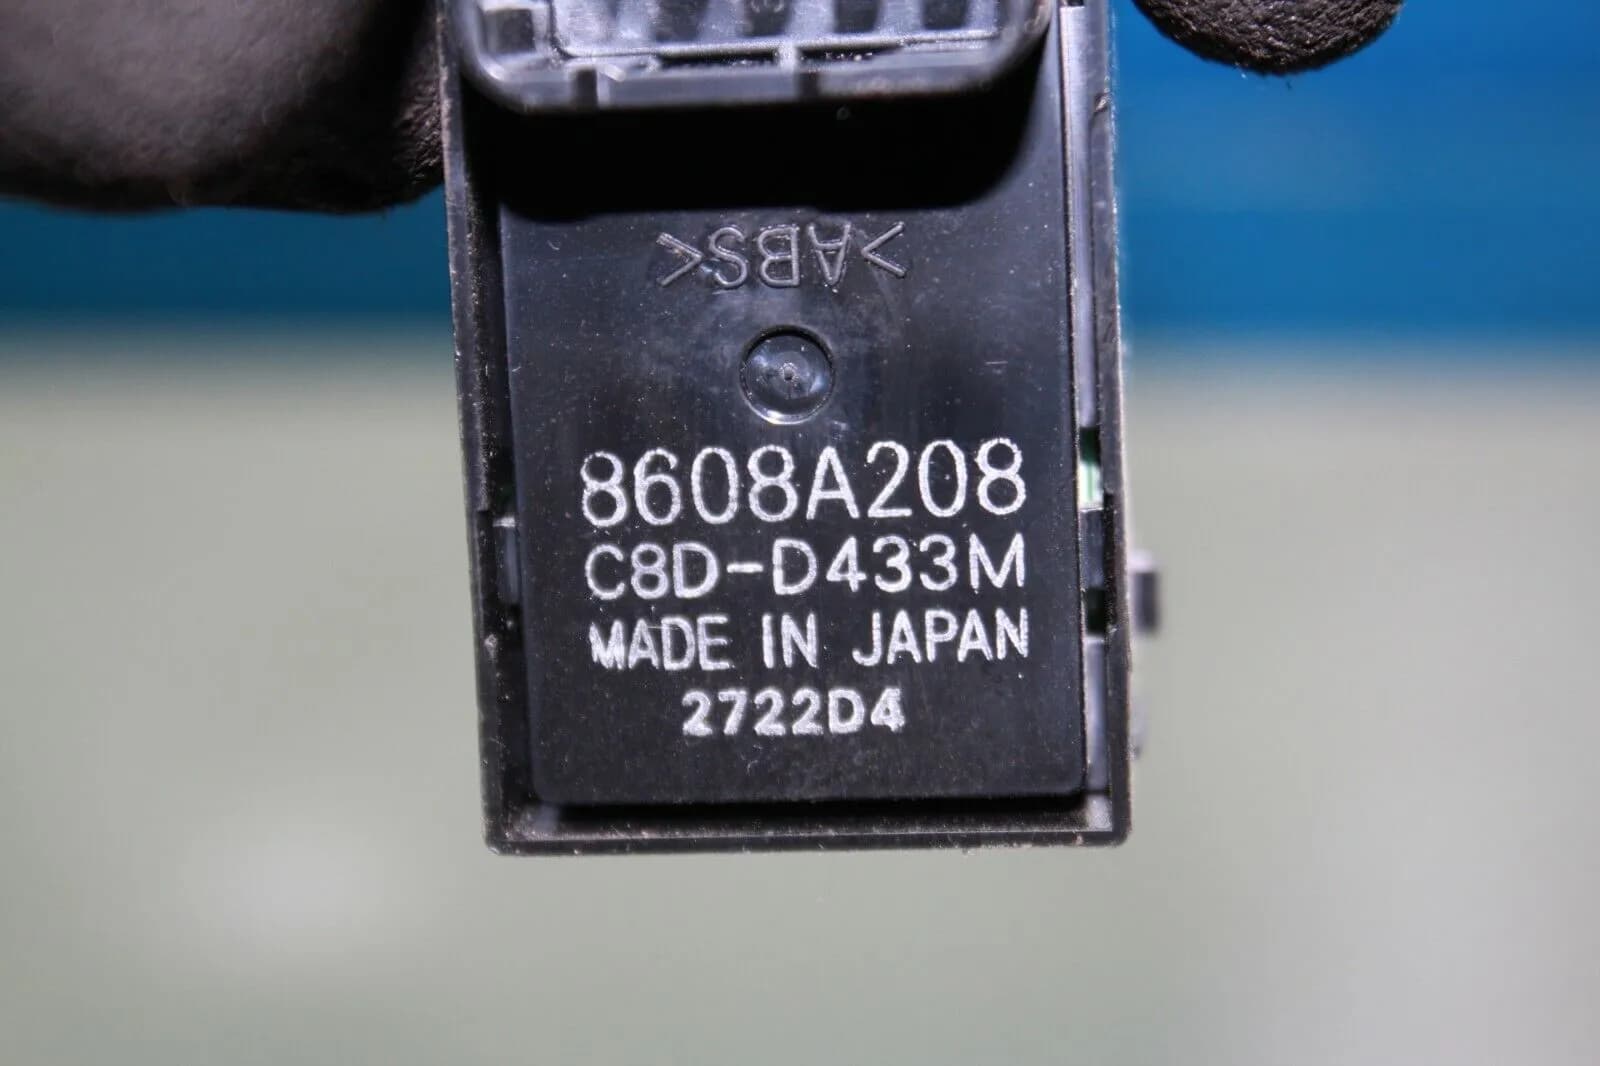 >ABS<
8608A208
C8D-D433M
MADE IN JAPAN
2722D4